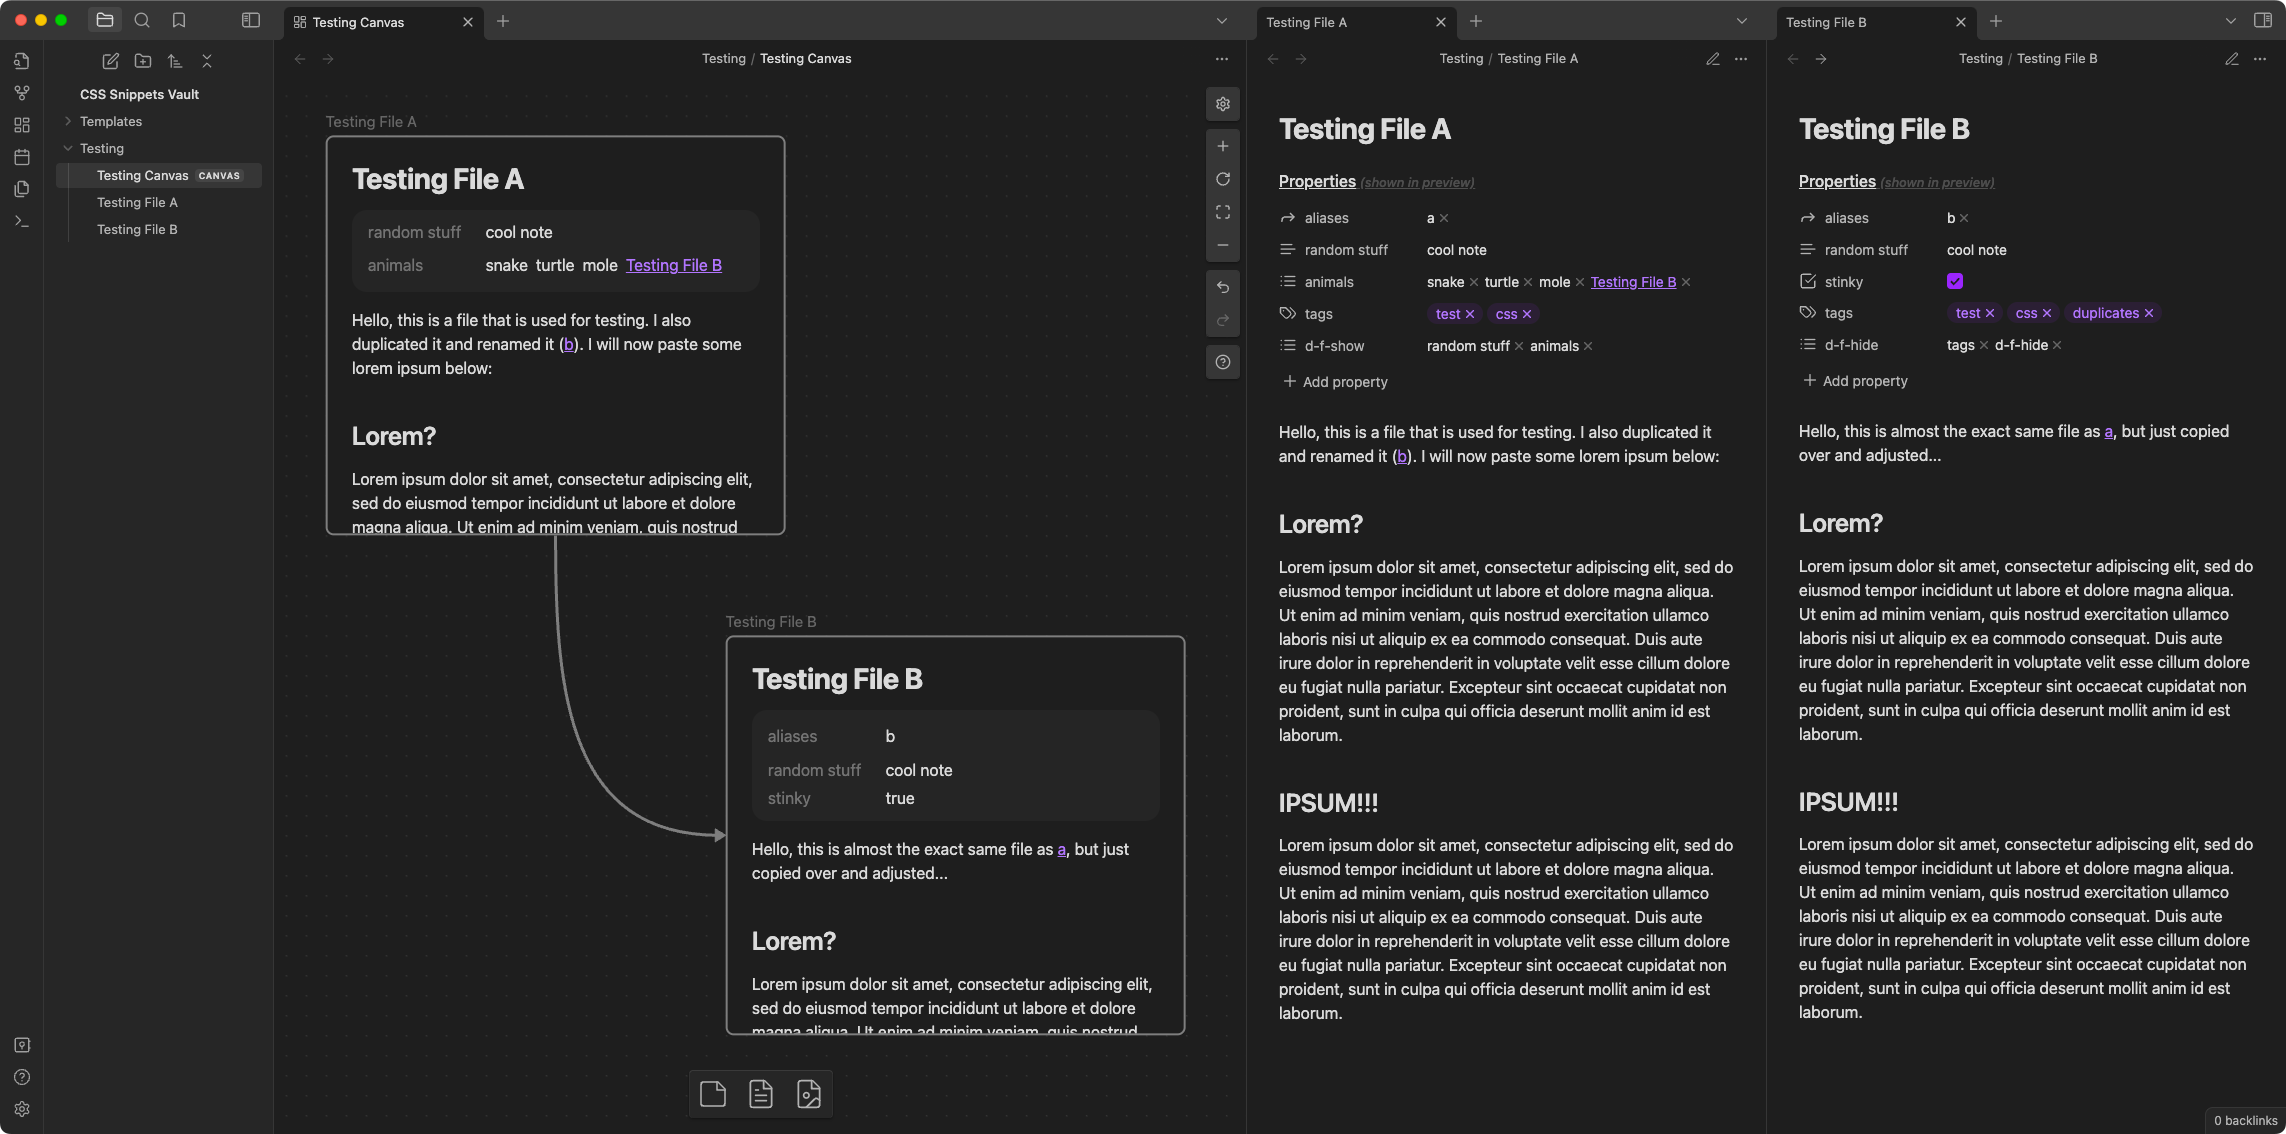 Testing Canvas
Testing File A
Testing File B
CSS Snippets Vault
Templates
Testing
Testing Canvas CANVAS
Testing File A
Testing File B
Testing / Testing Canvas
Testing File A
Testing File A
random stuff cool note
animals snake turtle mole Testing File B
Hello, this is a file that is used for testing. I also
duplicated it and renamed it (b). I will now paste some
lorem ipsum below:
Lorem?
Lorem ipsum dolor sit amet, consectetur adipiscing elit,
sed do eiusmod tempor incididunt ut labore et dolore
magna aliqua. Ut enim ad minim veniam, quis nostrud
Testing File B
Testing File B
aliases b
random stuff cool note
stinky true
Hello, this is almost the exact same file as a, but just
copied over and adjusted...
Lorem?
Lorem ipsum dolor sit amet, consectetur adipiscing elit,
sed do eiusmod tempor incididunt ut labore et dolore
magna aliqua. Ut enim ad minim veniam, quis nostrud
Testing / Testing File A
Testing File A
Properties (shown in preview)
aliases a
random stuff cool note
animals snake turtle mole Testing File B
tags test css
d-f-show random stuff animals
Add property
Hello, this is a file that is used for testing. I also duplicated it
and renamed it (b). I will now paste some lorem ipsum below:
Lorem?
Lorem ipsum dolor sit amet, consectetur adipiscing elit, sed do
eiusmod tempor incididunt ut labore et dolore magna aliqua.
Ut enim ad minim veniam, quis nostrud exercitation ullamco
laboris nisi ut aliquip ex ea commodo consequat. Duis aute
irure dolor in reprehenderit in voluptate velit esse cillum dolore
eu fugiat nulla pariatur. Excepteur sint occaecat cupidatat non
proident, sunt in culpa qui officia deserunt mollit anim id est
laborum.
IPSUM!!!
Lorem ipsum dolor sit amet, consectetur adipiscing elit, sed do
eiusmod tempor incididunt ut labore et dolore magna aliqua.
Ut enim ad minim veniam, quis nostrud exercitation ullamco
laboris nisi ut aliquip ex ea commodo consequat. Duis aute
irure dolor in reprehenderit in voluptate velit esse cillum dolore
eu fugiat nulla pariatur. Excepteur sint occaecat cupidatat non
proident, sunt in culpa qui officia deserunt mollit anim id est
laborum.
Testing / Testing File B
Testing File B
Properties (shown in preview)
aliases b
random stuff cool note
stinky
tags test css duplicates
d-f-hide tags d-f-hide
Add property
Hello, this is almost the exact same file as a, but just copied
over and adjusted...
Lorem?
Lorem ipsum dolor sit amet, consectetur adipiscing elit, sed do
eiusmod tempor incididunt ut labore et dolore magna aliqua.
Ut enim ad minim veniam, quis nostrud exercitation ullamco
laboris nisi ut aliquip ex ea commodo consequat. Duis aute
irure dolor in reprehenderit in voluptate velit esse cillum dolore
eu fugiat nulla pariatur. Excepteur sint occaecat cupidatat non
proident, sunt in culpa qui officia deserunt mollit anim id est
laborum.
IPSUM!!!
Lorem ipsum dolor sit amet, consectetur adipiscing elit, sed do
eiusmod tempor incididunt ut labore et dolore magna aliqua.
Ut enim ad minim veniam, quis nostrud exercitation ullamco
laboris nisi ut aliquip ex ea commodo consequat. Duis aute
irure dolor in reprehenderit in voluptate velit esse cillum dolore
eu fugiat nulla pariatur. Excepteur sint occaecat cupidatat non
proident, sunt in culpa qui officia deserunt mollit anim id est
laborum.
0 backlinks